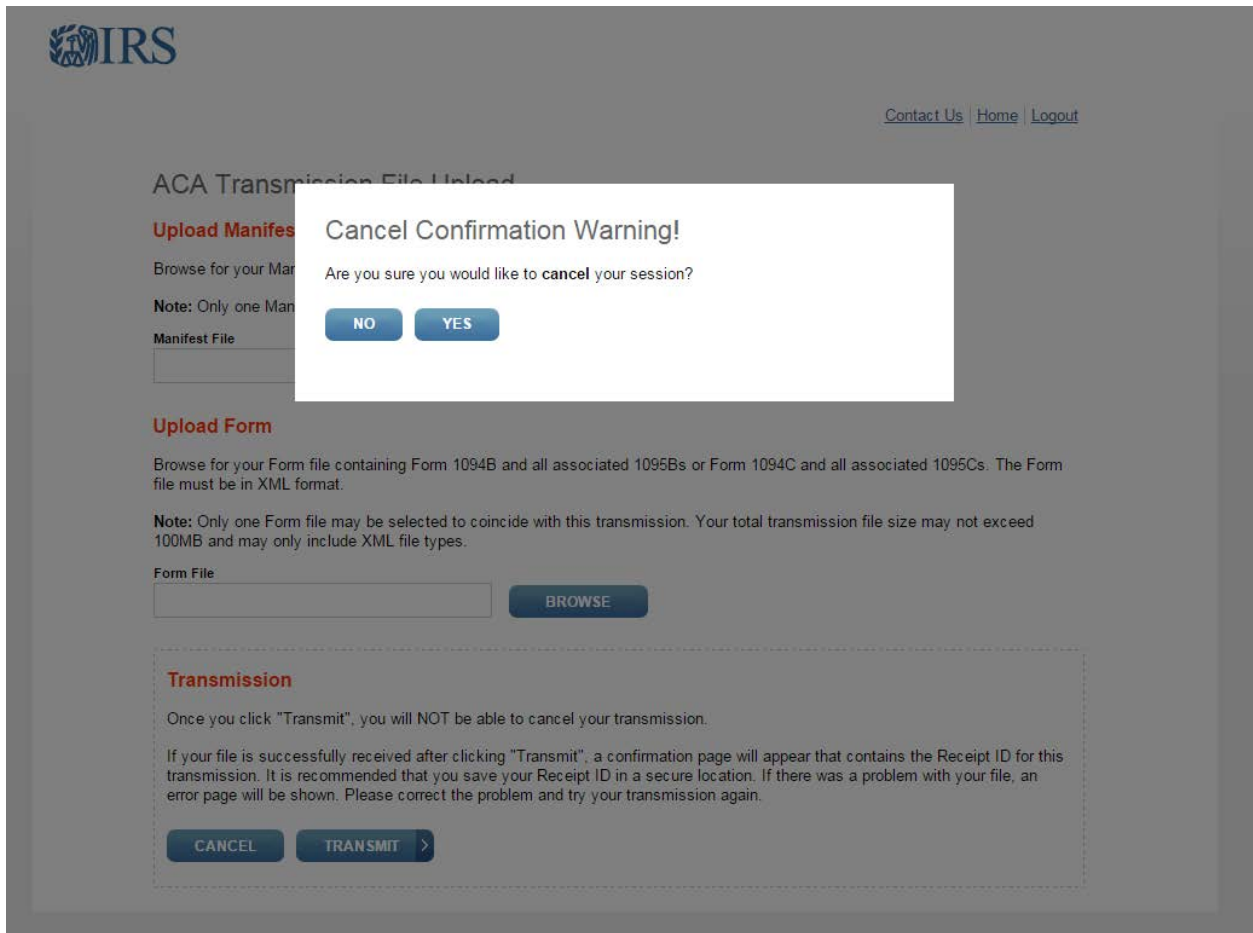 IRS
Contact Us | Home | Logout
ACA Transmission File Upload
Upload Manifes
Browse for your Mar
Note: Only one Man
Manifest File
Cancel Confirmation Warning!
Are you sure you would like to cancel your session?
NO YES
Upload Form
Browse for your Form file containing Form 1094B and all associated 1095Bs or Form 1094C and all associated 1095Cs. The Form
file must be in XML format.
Note: Only one Form file may be selected to coincide with this transmission. Your total transmission file size may not exceed
100MB and may only include XML file types.
Form File
BROWSE
Transmission
Once you click "Transmit", you will NOT be able to cancel your transmission.
If your file is successfully received after clicking "Transmit", a confirmation page will appear that contains the Receipt ID for this
transmission. It is recommended that you save your Receipt ID in a secure location. If there was a problem with your file, an
error page will be shown. Please correct the problem and try your transmission again.
CANCEL TRANSMIT >